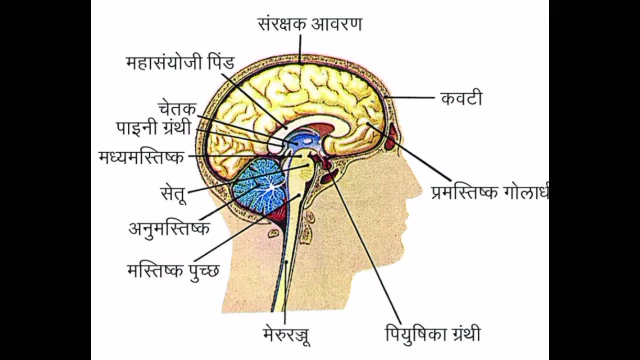 संरक्षक आवरण
महासंयोजी पिंड
कवटी
चेतक
पाइनी ग्रंथी
मध्यमस्तिष्क
सेतू
प्रमस्तिष्क गोलार्ध
अनुमस्तिष्क
मस्तिष्क पुच्छ
मेरुरज्जू
पियुषिका ग्रंथी